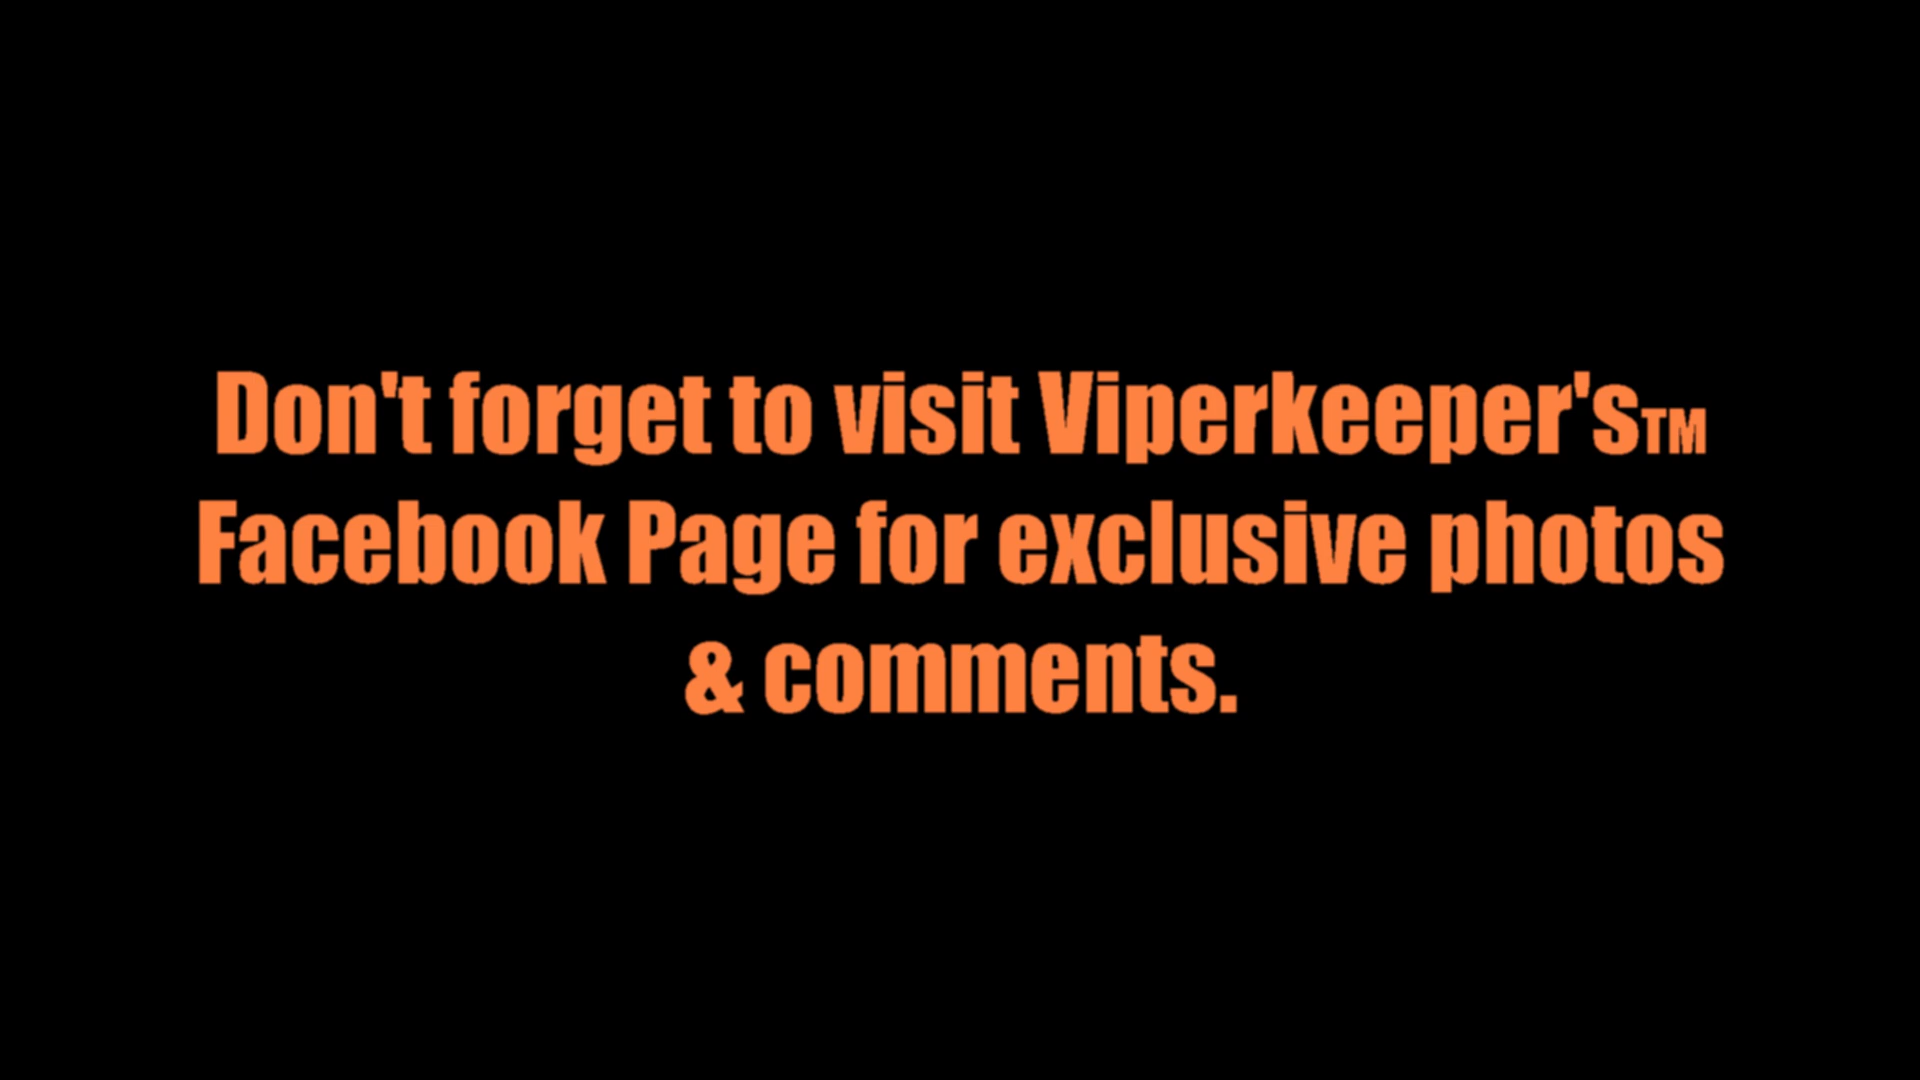 Don't forget to visit Viperkeeper's™
Facebook Page for exclusive photos
& comments.